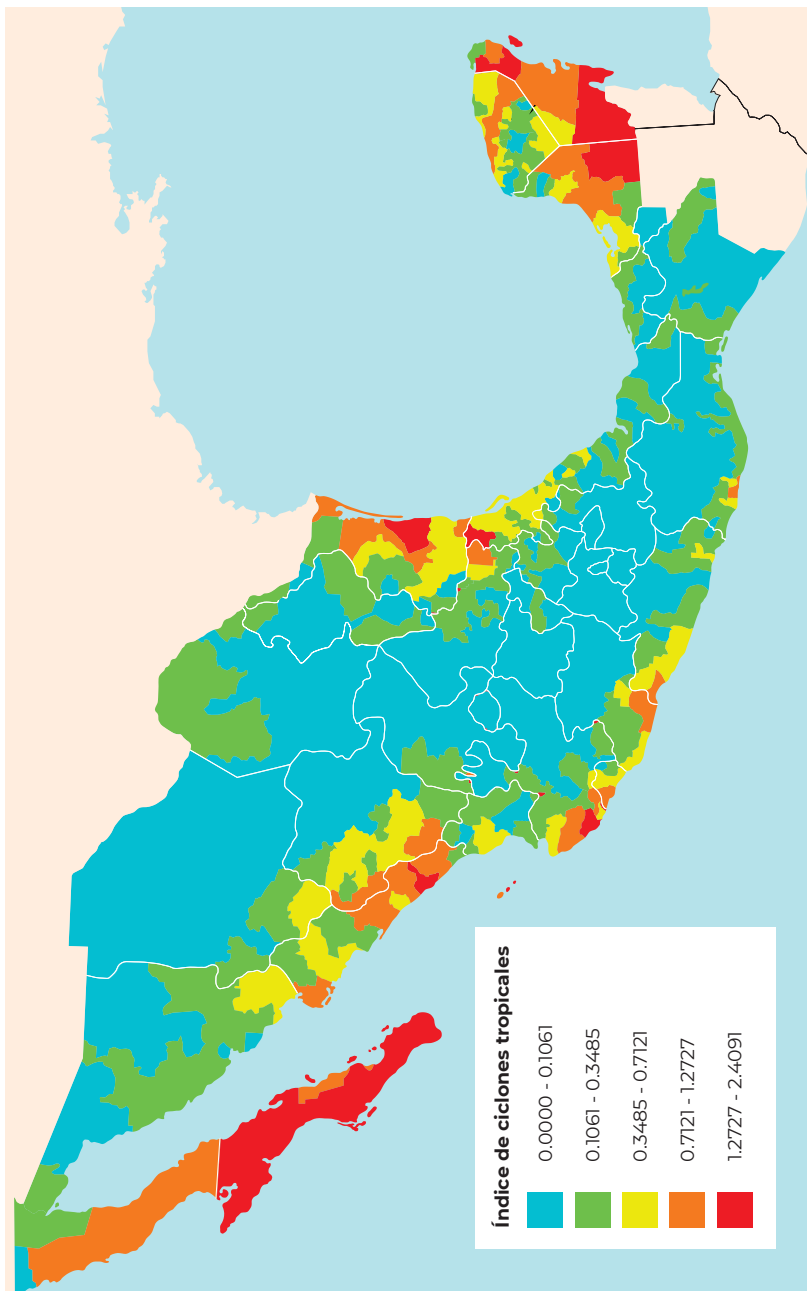 Índice de ciclones tropicales
0.0000 - 0.1061
0.1061 - 0.3485
0.3485 - 0.7121
0.7121 - 1.2727
1.2727 - 2.4091